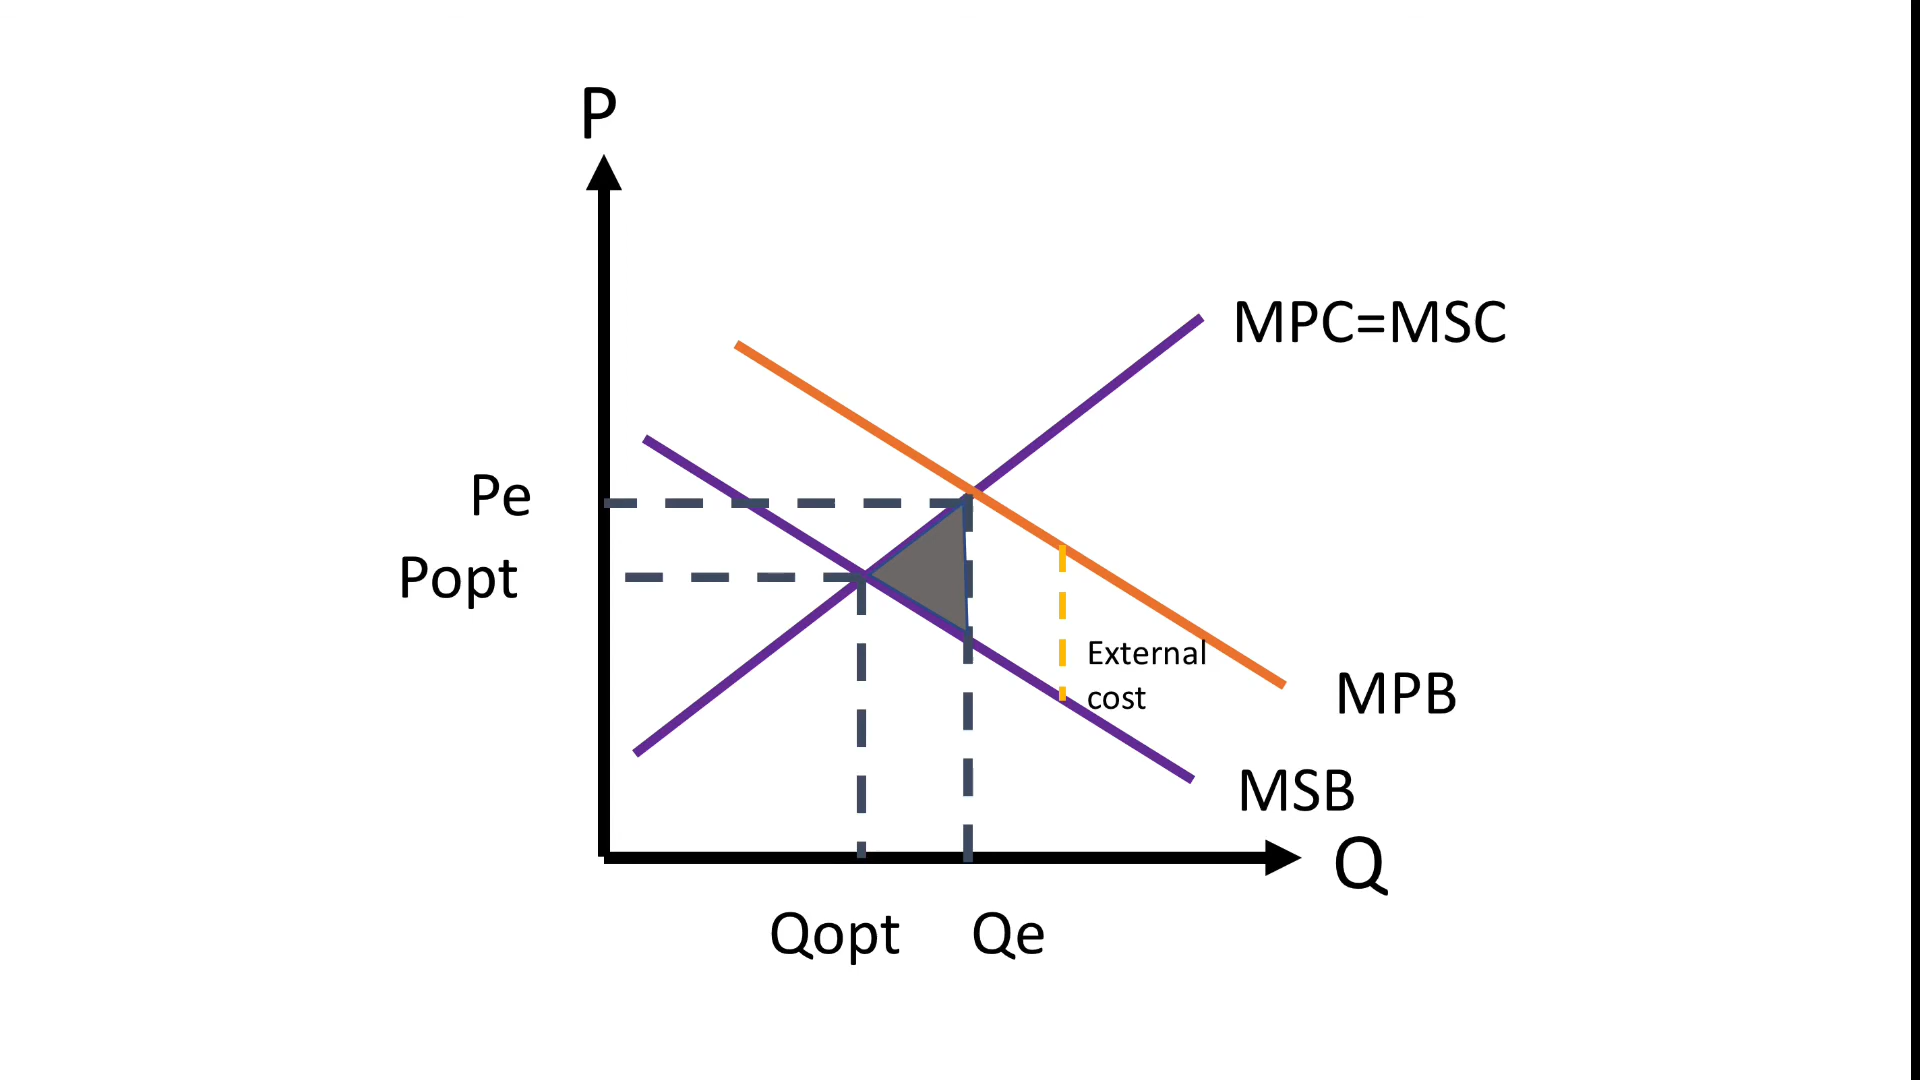 P
MPC=MSC
Pe
Popt
External
cost
MPB
MSB
Q
Qopt
Qe